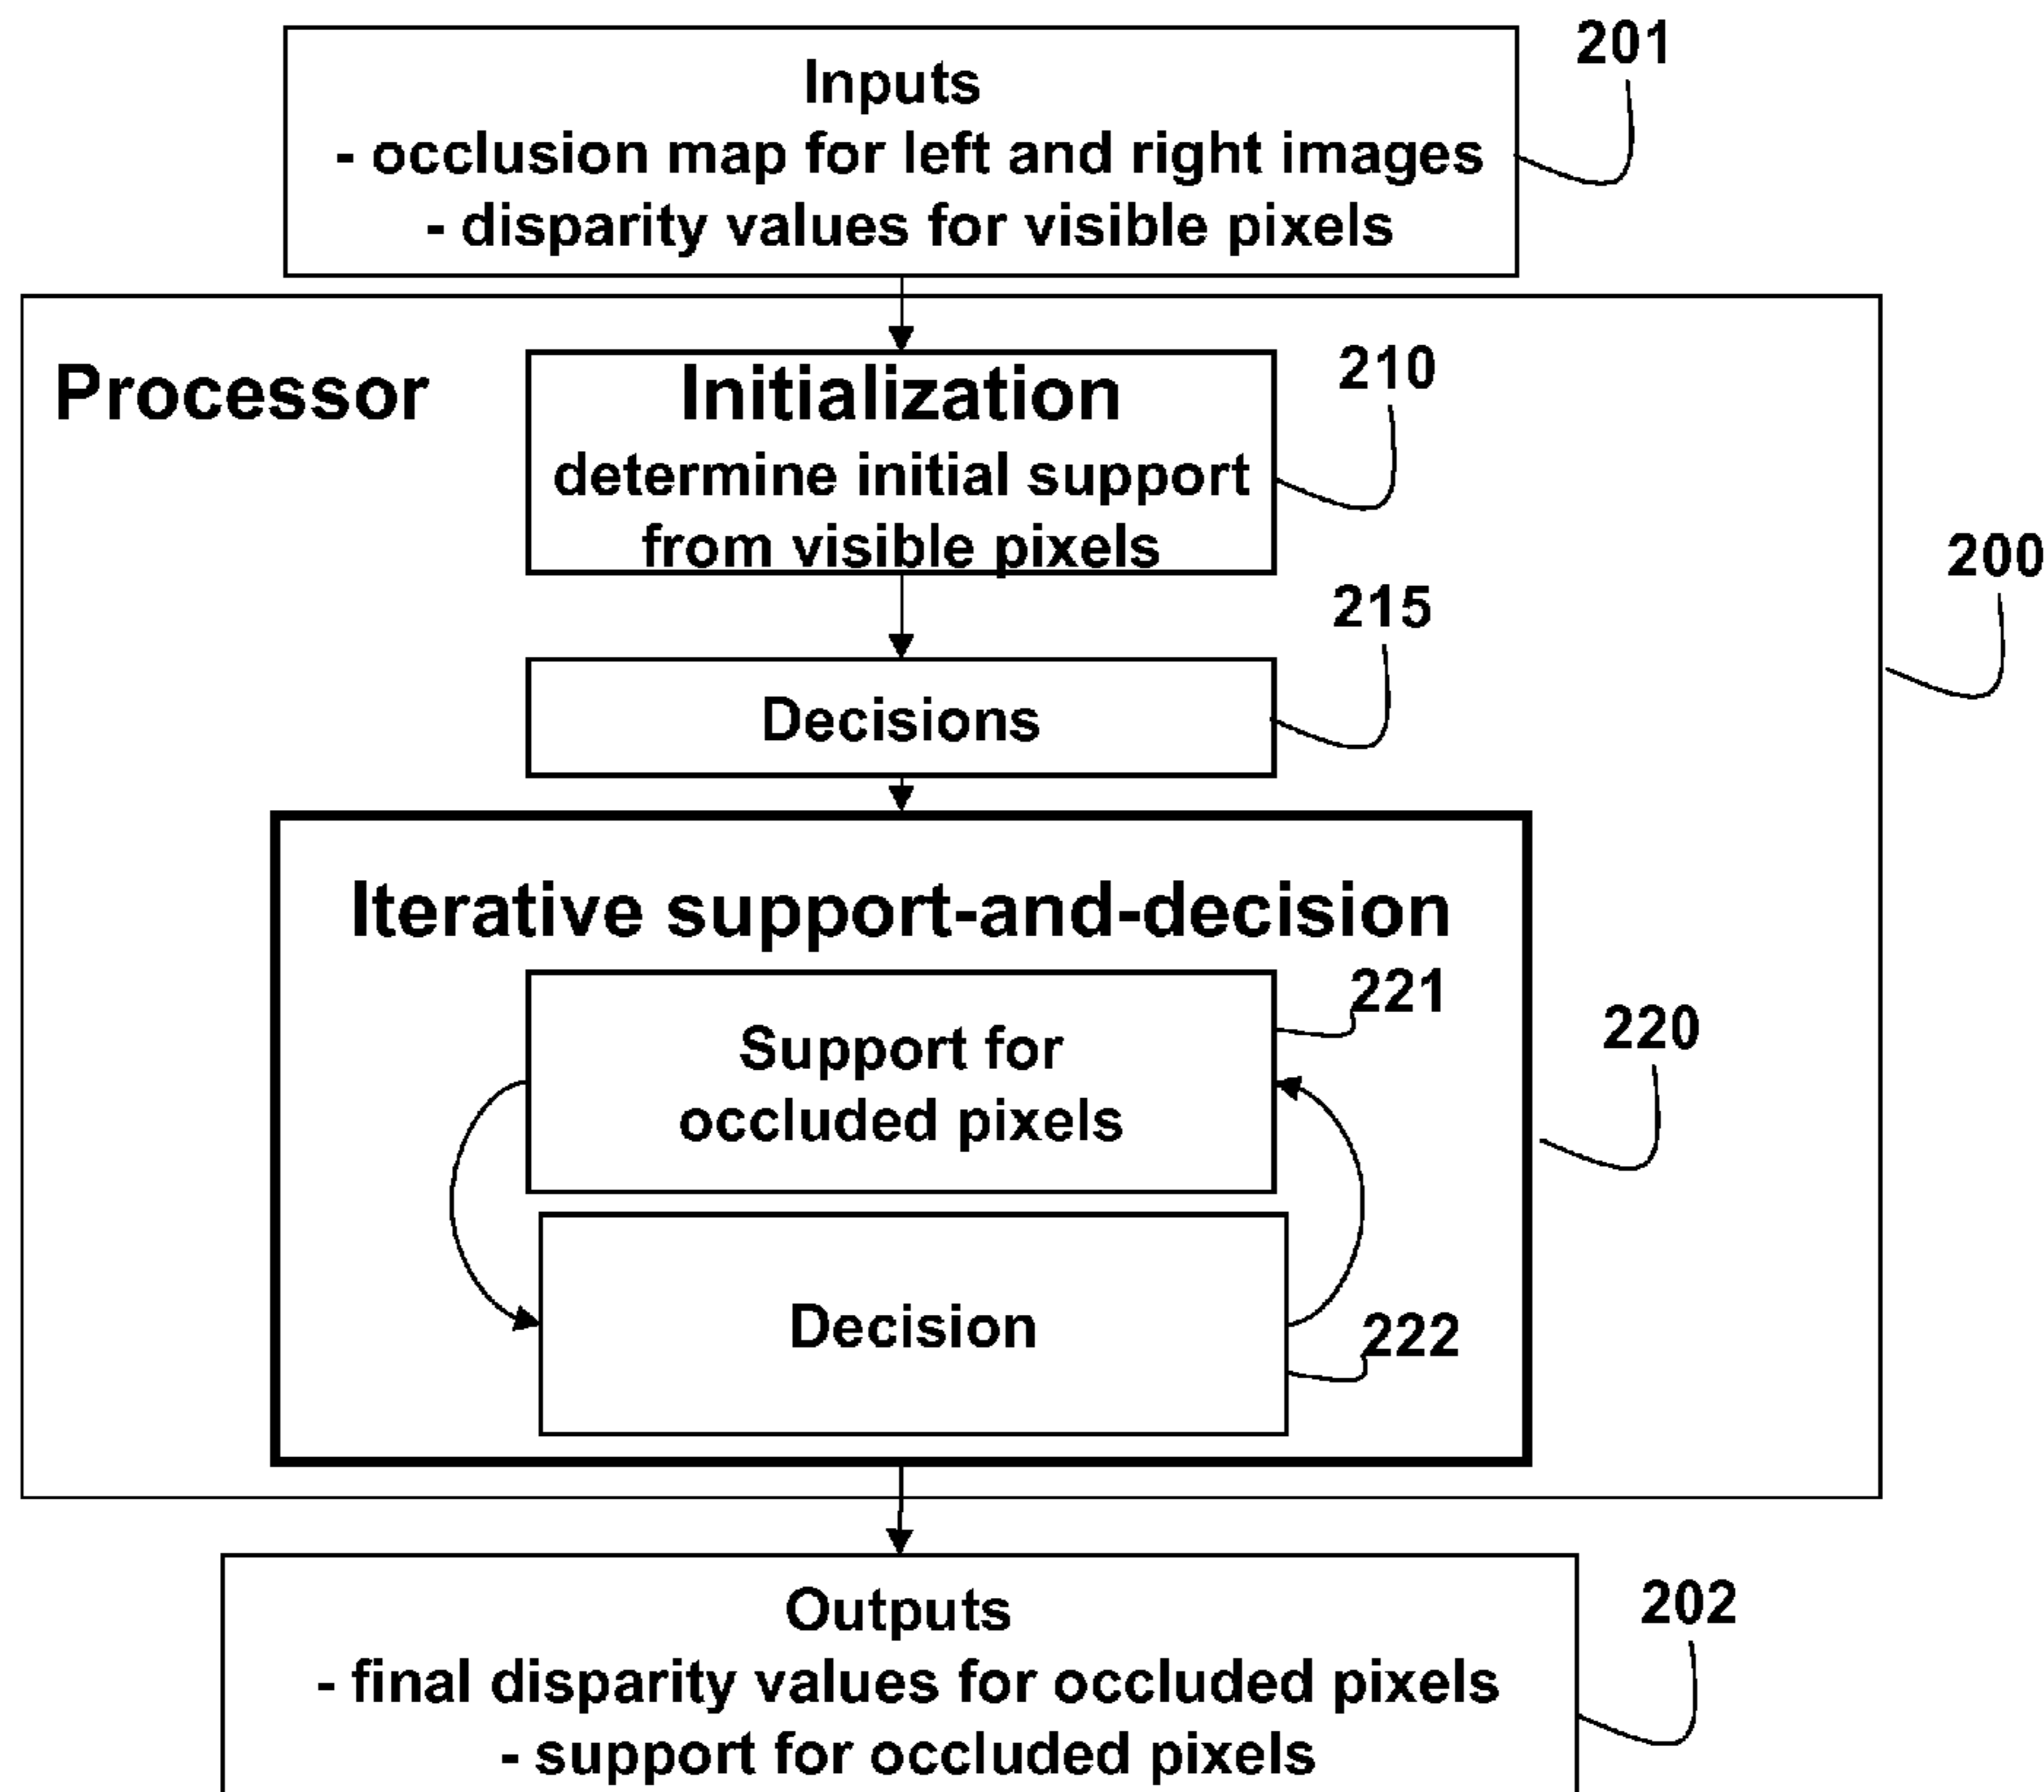 Inputs
- occlusion map for left and right images
- disparity values for visible pixels
201
Processor
Initialization
determine initial support
from visible pixels
210
200
215
Decisions
Iterative support-and-decision
221
Support for
occluded pixels
220
Decision
222
Outputs
- final disparity values for occluded pixels
- support for occluded pixels
202